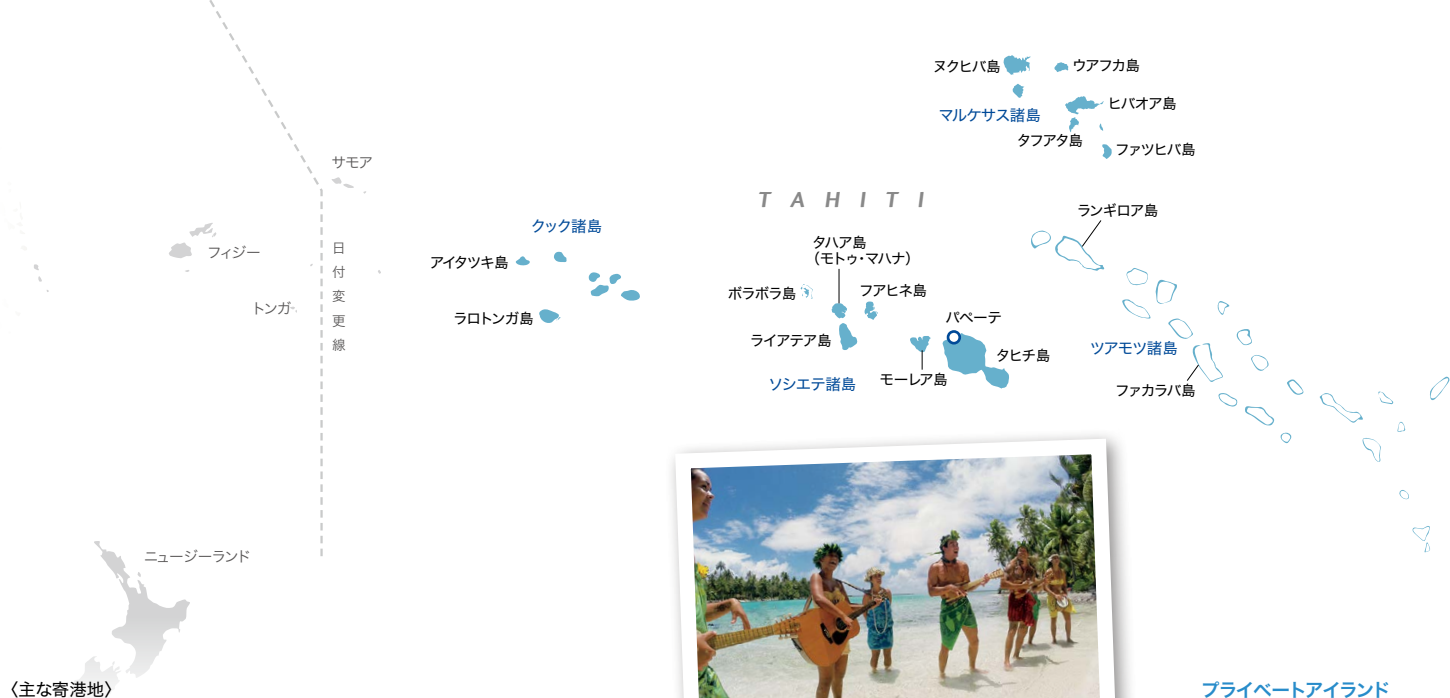 ヌクヒバ島
ウアフカ島
マルケサス諸島
ヒバオア島
タフアタ島
ファツヒバ島
サモア
TAHITI
ランギロア島
クック諸島
フィジー
日付変更線
タハア島
（モトゥ・マハナ）
アイタツキ島
ボラボラ島
フアヒネ島
トンガ
ラロトンガ島
パペーテ
ライアテア島
タヒチ島
ツアモツ諸島
ソシエテ諸島
モーレア島
ファカラバ島
ニュージーランド
〈主な寄港地〉
プライベートアイランド